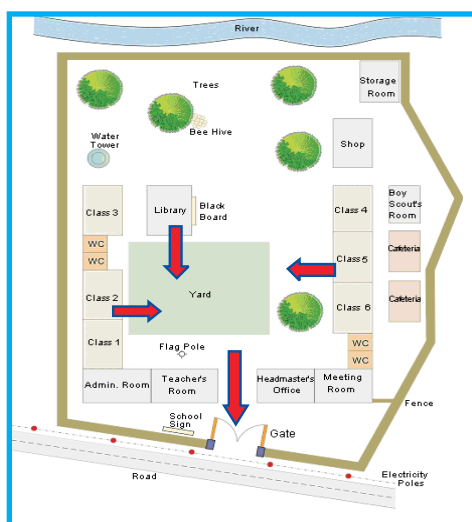 River
Trees
Storage
Room
Bee Hive
Water
Tower
Shop
Class 3
Library
Black
Board
Class 4
Boy
Scout's
Room
WC
WC
Class5
Cafeteria
Yard
Class 2
Class 6
Cafeteria
Class 1
Flag Pole
WC
WC
Admin. Room
Teacher's
Room
Headmaster's
Office
Meeting
Room
Fence
School
Sign
Gate
Road
Electricity
Poles